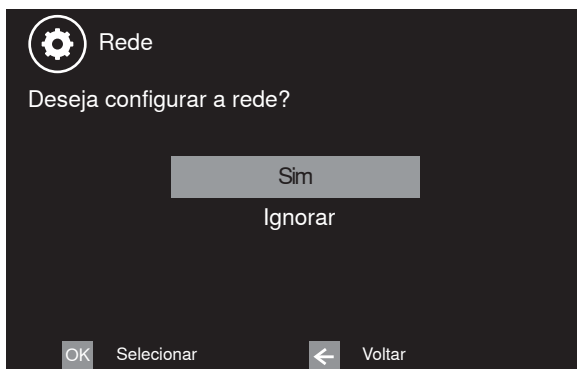 Rede
Deseja configurar a rede?
Sim
Ignorar
OK Selecionar Voltar